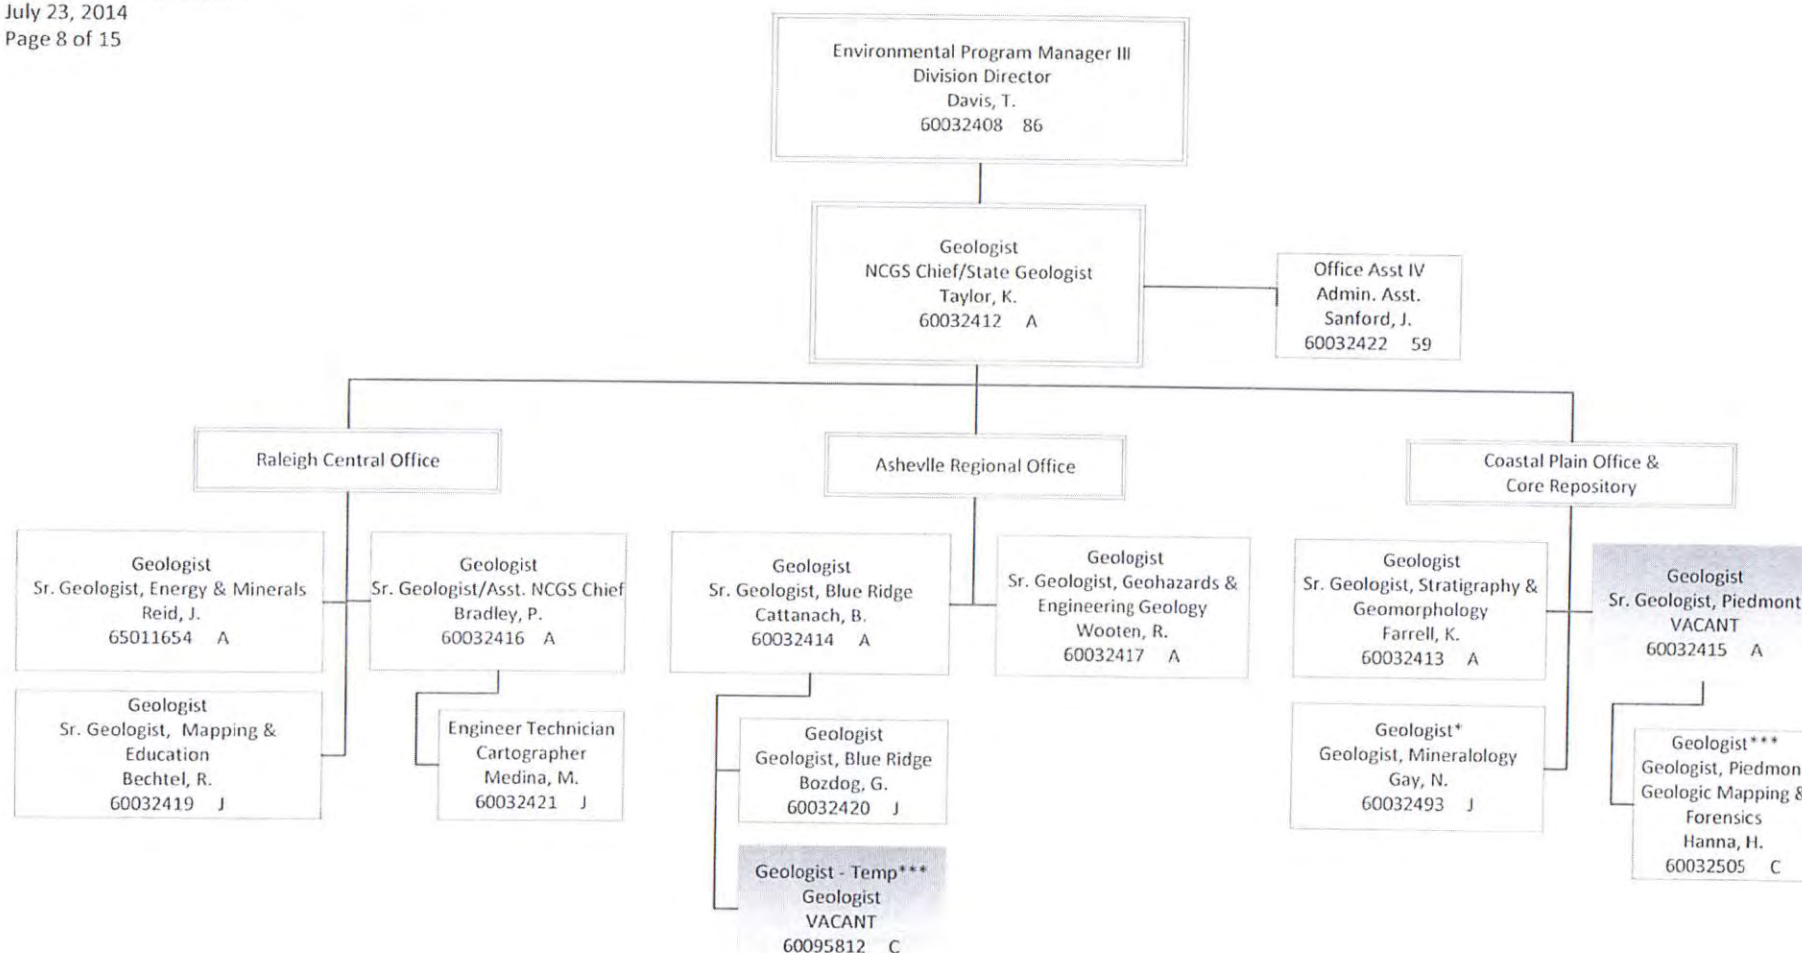 July 23, 2014
Page 8 of 15
Environmental Program Manager III
Division Director
Davis, T.
60032408 86
Geologist
NCGS Chief/State Geologist
Taylor, K.
60032412 A
Office Asst IV
Admin. Asst.
Sanford, J.
60032422 59
Raleigh Central Office
Ashevlle Regional Office
Coastal Plain Office &
Core Repository
Geologist
Sr. Geologist, Energy & Minerals
Reid, J.
65011654 A
Geologist
Sr. Geologist/Asst. NCGS Chief
Bradley, P.
60032416 A
Geologist
Sr. Geologist, Blue Ridge
Cattanach, B.
60032414 A
Geologist
Sr. Geologist, Geohazards &
Engineering Geology
Wooten, R.
60032417 A
Geologist
Sr. Geologist, Stratigraphy &
Geomorphology
Farrell, K.
60032413 A
Geologist
Sr. Geologist, Piedmont
VACANT
60032415 A
Geologist
Sr. Geologist, Mapping &
Education
Bechtel, R.
60032419 J
Engineer Technician
Cartographer
Medina, M.
60032421 J
Geologist
Geologist, Blue Ridge
Bozdog, G.
60032420 J
Geologist*
Geologist, Mineralology
Gay, N.
60032493 J
Geologist***
Geologist, Piedmon
Geologic Mapping &
Forensics
Hanna, H.
60032505 C
Geologist - Temp***
Geologist
VACANT
60095812 C